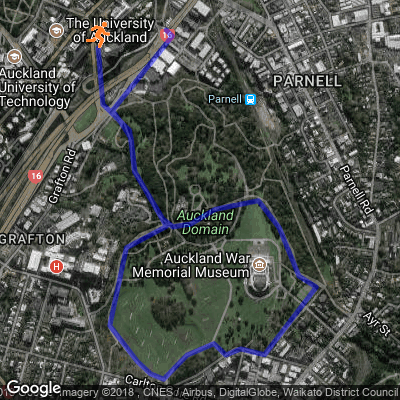 The University
of Auckland
16
PARNELL
Auckland
University of
Technology
Parnell
Grafton Rd
16
Parnell Rd
Auckland
Domain
GRAFTON
H
Auckland War
Memorial Museum
Ayr St
Carlto
Google
Imagery ©2018 , CNES / Airbus, DigitalGlobe, Waikato District Council